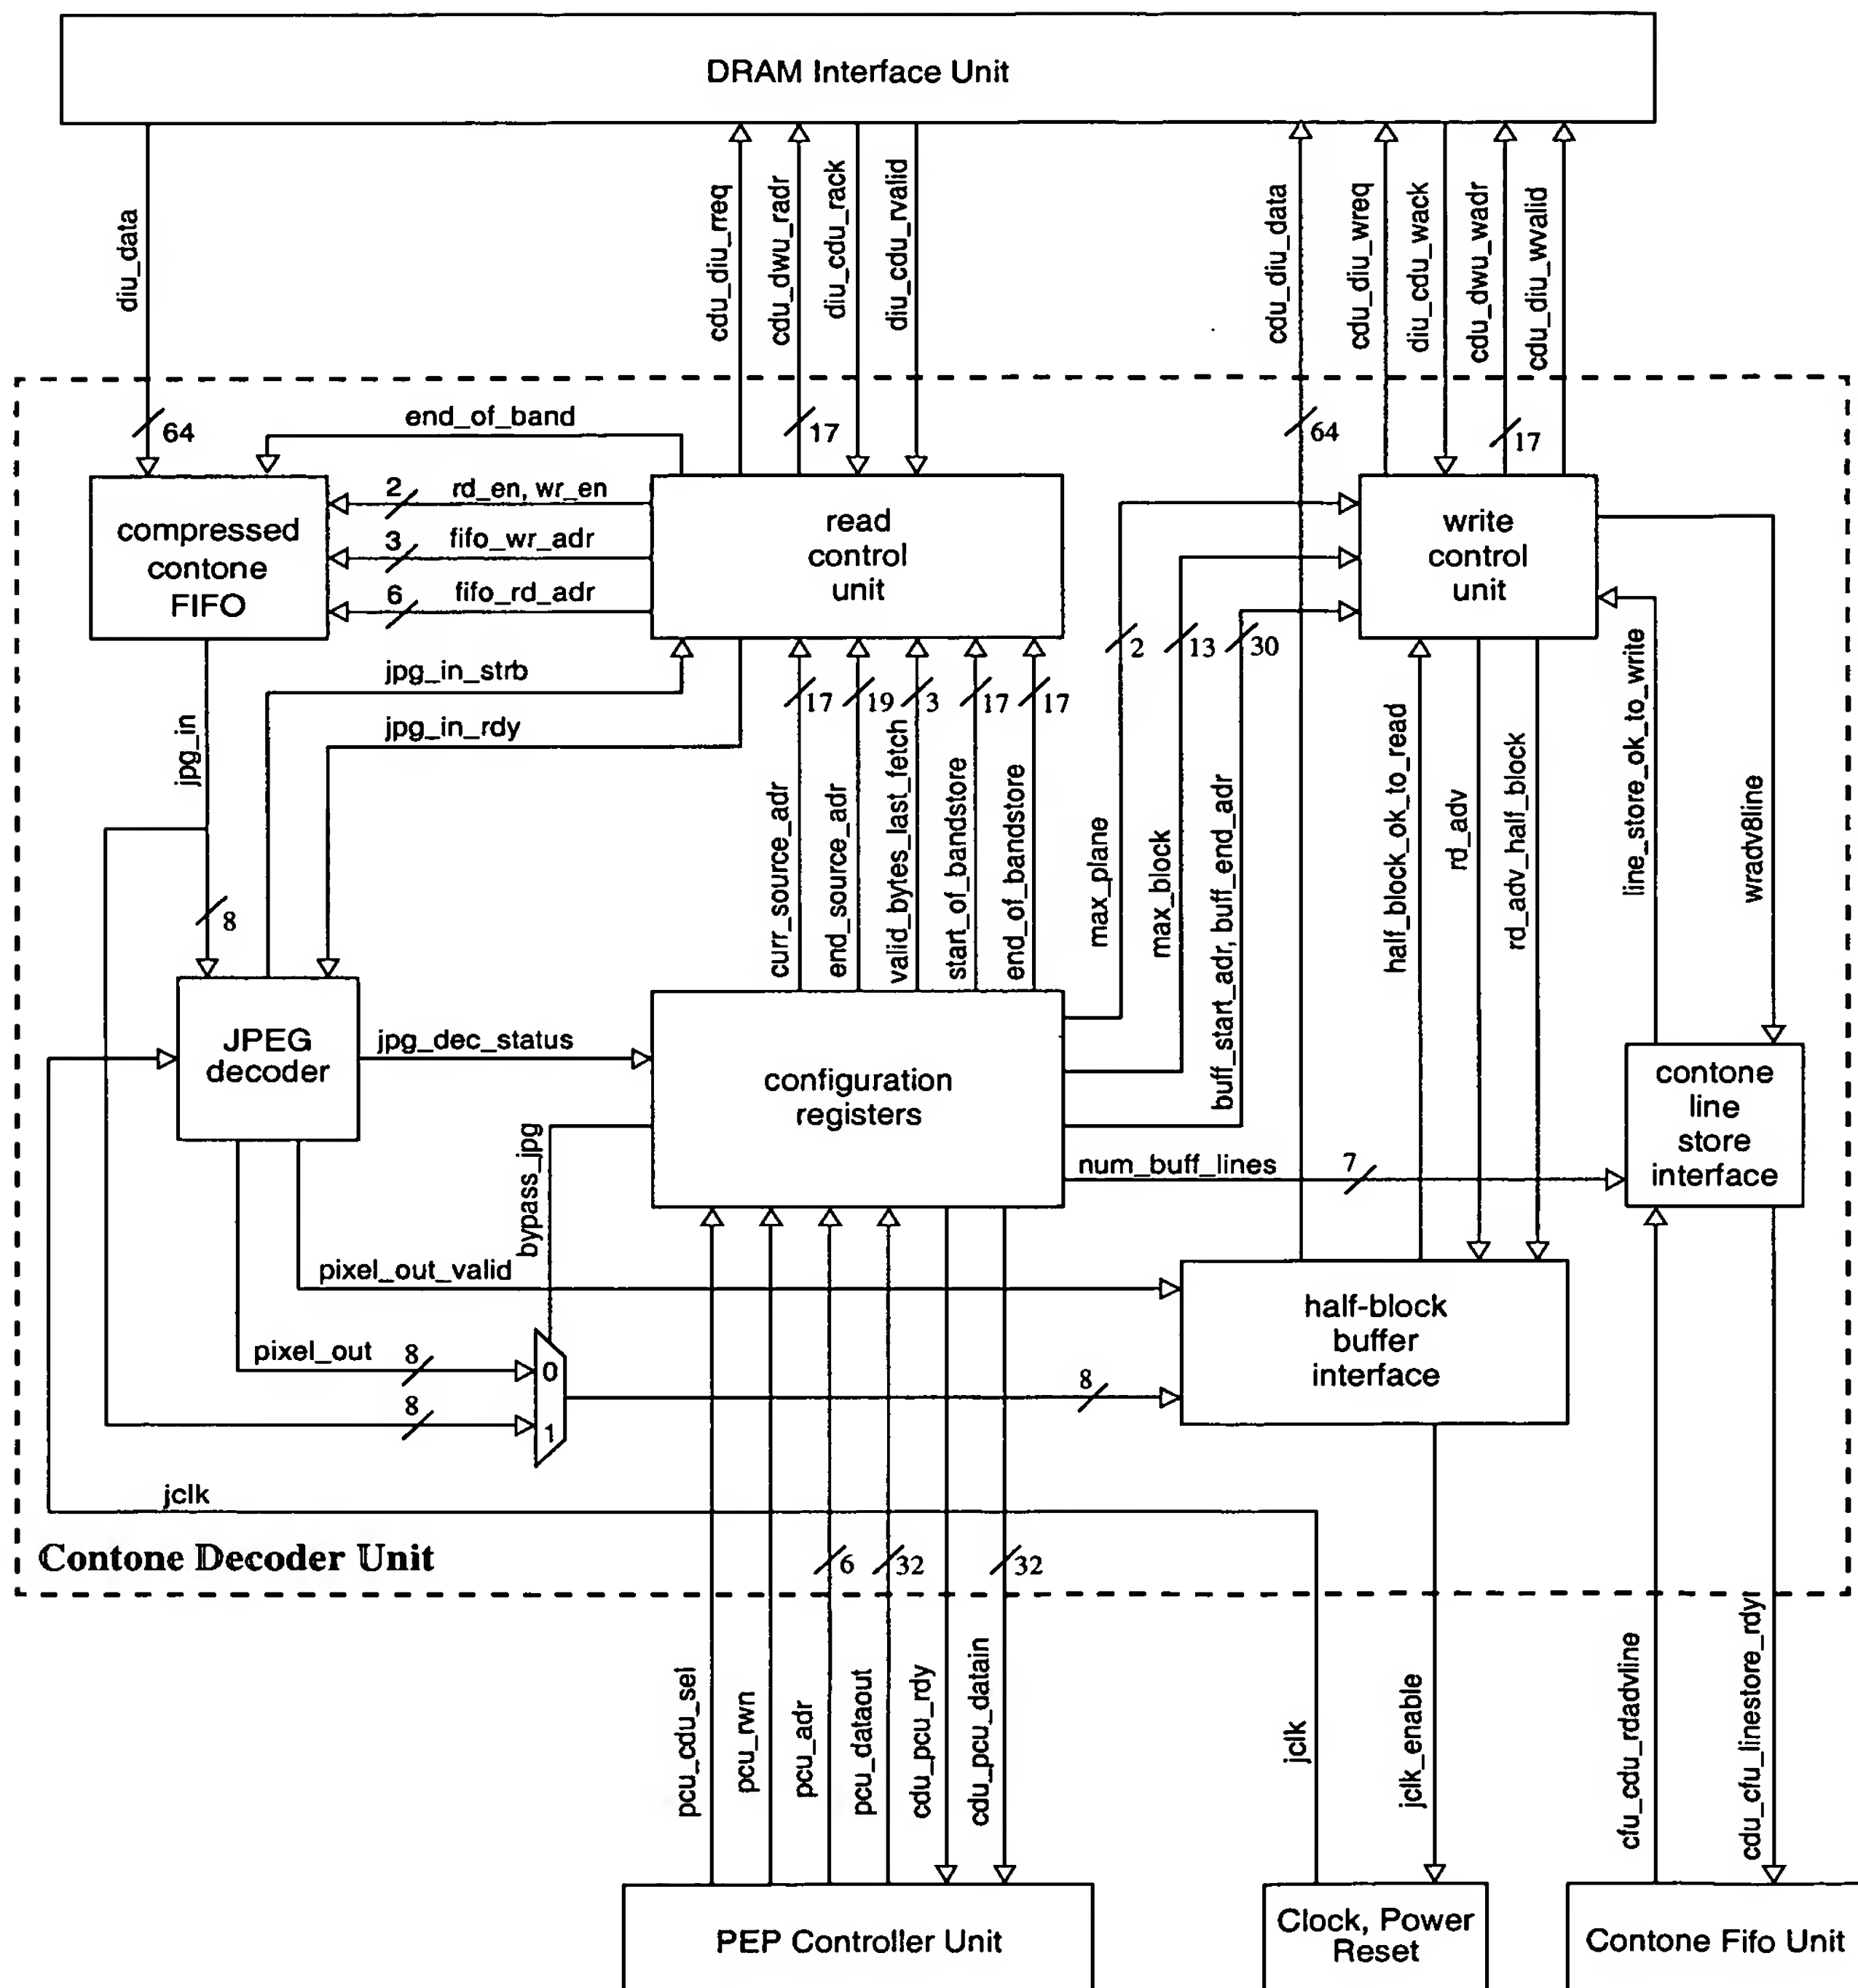 DRAM Interface Unit
diu_data
cdu_diu_rreq
cdu_dwu_radr
diu_cdu_rack
diu_cdu_rvalid
cdu_diu_data
cdu_diu_wreq
diu_cdu_wack
cdu_dwu_wadr
cdu_diu_wvalid
64
end_of_band
17
64
17
compressed
contone
FIFO
2
rd_en, wr_en
3
fifo_wr_adr
6
fifo_rd_adr
read
control
unit
write
control
unit
2
13
30
jpg_in
jpg_in_strb
jpg_in_rdy
17
19
3
17
17
curr_source_adr
end_source_adr
valid_bytes_last_fetch
start_of_bandstore
end_of_bandstore
max_plane
max_block
buff_start_adr, buff_end_adr
half_block_ok_to_read
rd_adv
rd_adv_half_block
line_store_ok_to_write
wradv8line
8
JPEG
decoder
jpg_dec_status
configuration
registers
contone
line
store
interface
bypass_jpg
num_buff_lines
7
pixel_out_valid
half-block
buffer
interface
pixel_out
8
0
8
8
1
jclk
Contone Decoder Unit
6
32
32
pcu_cdu_sel
pcu_rwn
pcu_adr
pcu_dataout
cdu_pcu_rdy
cdu_pcu_datain
jclk
jclk_enable
cfu_cdu_rdadvline
cdu_cfu_linestore_rdy
PEP Controller Unit
Clock, Power
Reset
Contone Fifo Unit